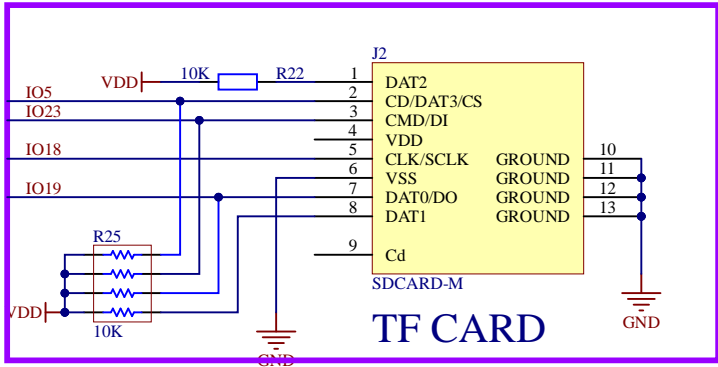 J2
VDD 10K R22 1 DAT2
IO5 2 CD/DAT3/CS
IO23 3 CMD/DI
4 VDD
IO18 5 CLK/SCLK GROUND 10
6 VSS GROUND 11
IO19 7 DAT0/DO GROUND 12
8 DAT1 GROUND 13
R25
9 Cd
SDCARD-M
VDD
10K
TF CARD
GND
GND